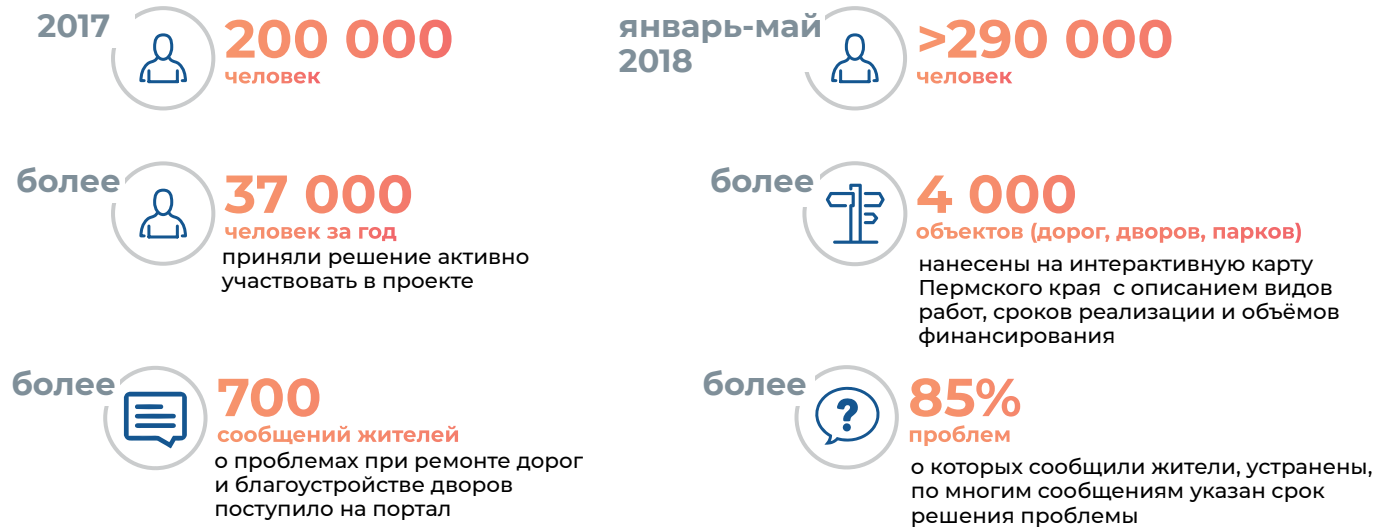 2017
200 000
человек
январь-май
2018
>290 000
человек
более
37 000
человек за год
приняли решение активно
участвовать в проекте
более
4 000
объектов (дорог, дворов, парков)
нанесены на интерактивную карту
Пермского края с описанием видов
работ, сроков реализации и объёмов
финансирования
более
700
сообщений жителей
о проблемах при ремонте дорог
и благоустройстве дворов
поступило на портал
более
?
85%
проблем
о которых сообщили жители, устранены,
по многим сообщениям указан срок
решения проблемы